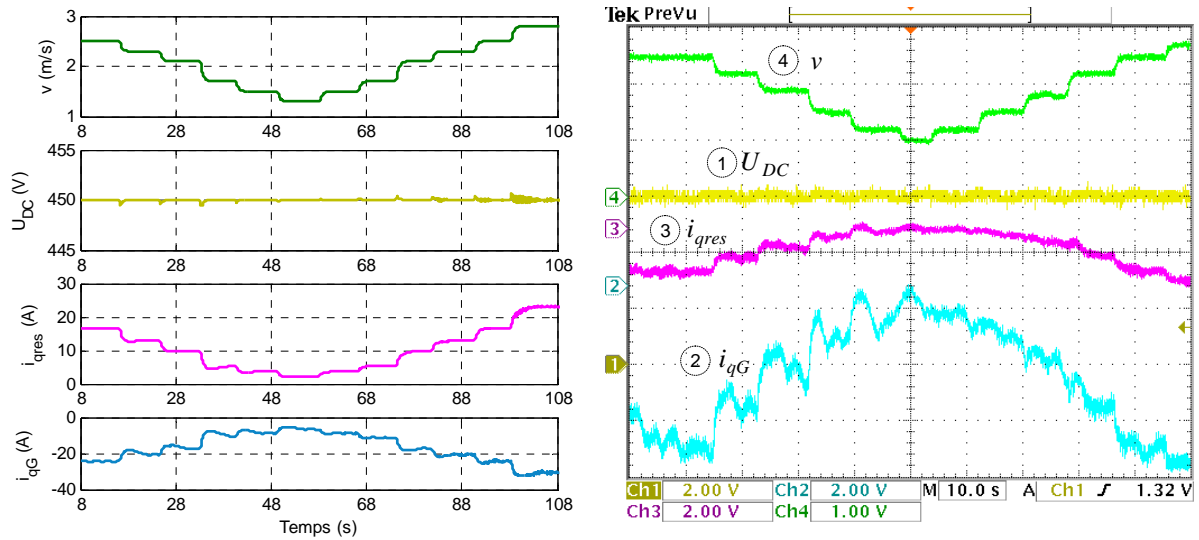 v (m/s)
3
2
1
8 28 48 68 88 108
U_DC (V)
455
450
445
8 28 48 68 88 108
i_qres (A)
30
20
10
0
8 28 48 68 88 108
i_qG (A)
0
-20
-40
8 28 48 68 88 108
Temps (s)
Tek PreVu
4 v
1 U_DC
4
3
3 i_qres
2
1
2 i_qG
Ch1 2.00 V Ch2 2.00 V M 10.0 s A Ch1 1.32 V
Ch3 2.00 V Ch4 1.00 V